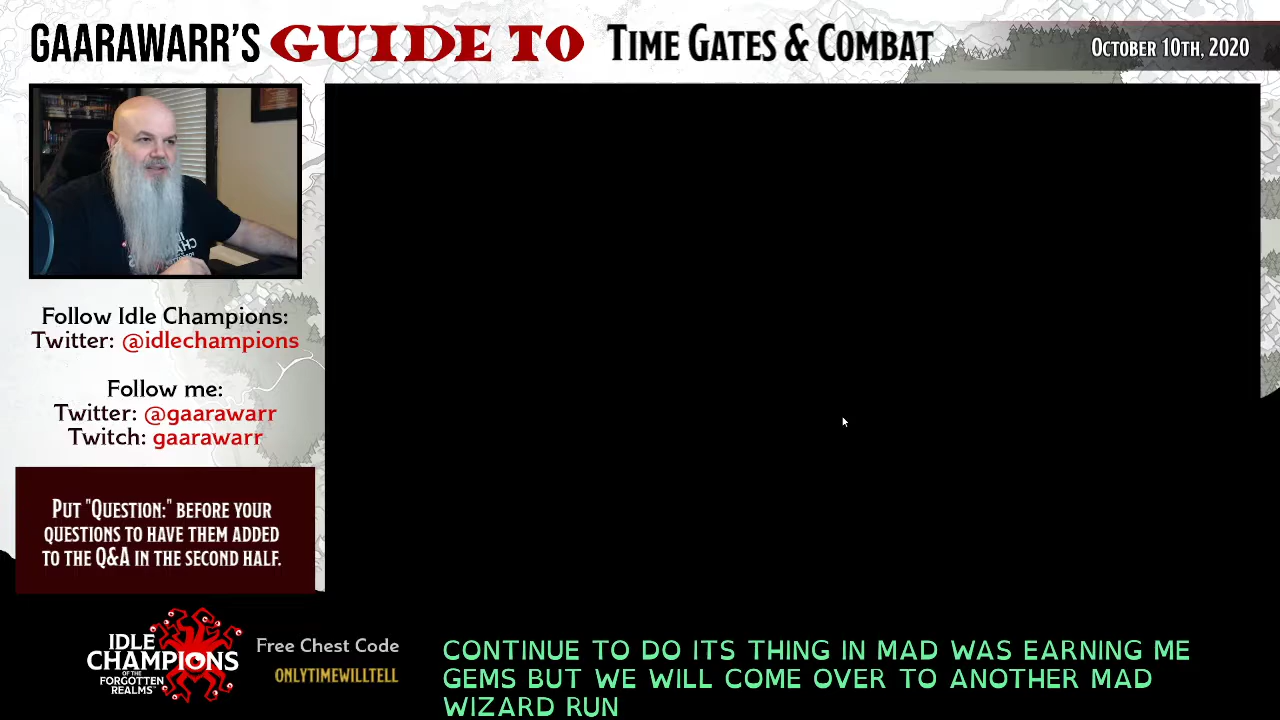 GAARAWARR'S GUIDE TO TIME GATES & COMBAT
OCTOBER 10TH, 2020
Follow Idle Champions:
Twitter: @idlechampions
Follow me:
Twitter: @gaarawarr
Twitch: gaarawarr
PUT "QUESTION:" BEFORE YOUR
QUESTIONS TO HAVE THEM ADDED
TO THE Q&A IN THE SECOND HALF.
IDLE
CHAMPIONS
OF THE
FORGOTTEN
REALMS
Free Chest Code
ONLYTIMEWILLTELL
CONTINUE TO DO ITS THING IN MAD WAS EARNING ME
GEMS BUT WE WILL COME OVER TO ANOTHER MAD
WIZARD RUN